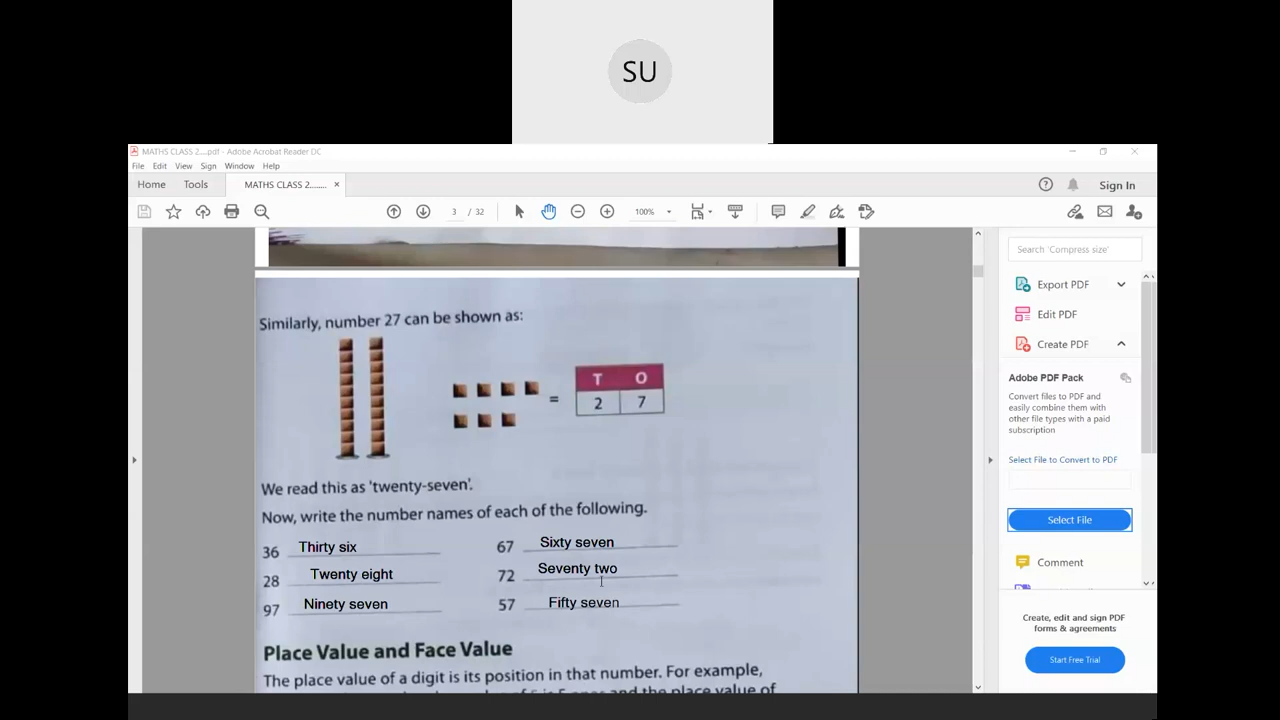 SU
MATHS CLASS 2....pdf - Adobe Acrobat Reader DC
File Edit View Sign Window Help
Home Tools MATHS CLASS 2....... × Sign In
3 / 32 100%
Search 'Compress size'
Export PDF
Edit PDF
Create PDF
Adobe PDF Pack
Convert files to PDF and
easily combine them with
other file types with a paid
subscription
Select File to Convert to PDF
Select File
Comment
Create, edit and sign PDF
forms & agreements
Start Free Trial
Similarly, number 27 can be shown as:
T O
= 2 7
We read this as 'twenty-seven'.
Now, write the number names of each of the following.
36 Thirty six 67 Sixty seven
28 Twenty eight 72 Seventy two
97 Ninety seven 57 Fifty seven
Place Value and Face Value
The place value of a digit is its position in that number. For example,
and the place value of